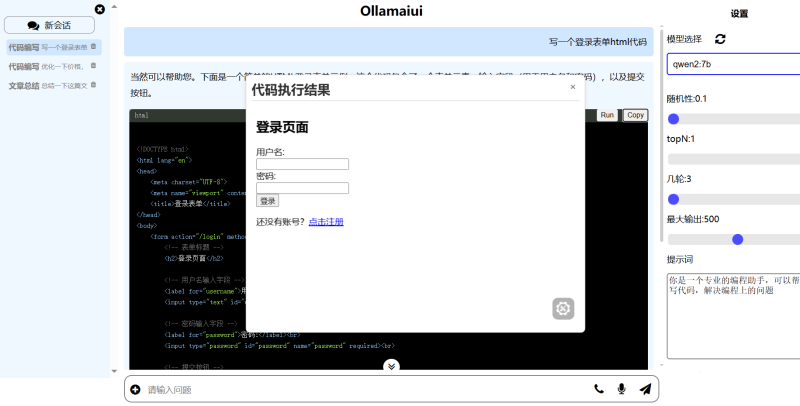 新会话
代码编写 写一个登录表单
代码编写 优化一下价格,
文章总结 总结一下这篇文
Ollamaiui
写一个登录表单html代码
当然可以帮助您。下面是一个
以及提交
按钮。
html
Run
Copy
<!DOCTYPE html>
<html lang="en">
<head>
<meta charset="UTF-8">
<meta name="viewport" conten
<title>登录表单</title>
</head>
<body>
<form action="/login" method
<!-- 表单标题 -->
<h2>登录页面</h2>
<!-- 用户名输入字段 -->
<label for="username">用
<input type="text" id="
<!-- 密码输入字段 -->
<label for="password">密码:</label><br>
<input type="password" id="password" name="password" required><br>
<!-- 提交按钮 -->
代码执行结果
×
登录页面
用户名:
密码:
登录
还没有账号? 点击注册
请输入问题
设置
模型选择
qwen2:7b
随机性:0.1
topN:1
几轮:3
最大输出:500
提示词
你是一个专业的编程助手,可以帮
写代码，解决编程上的问题